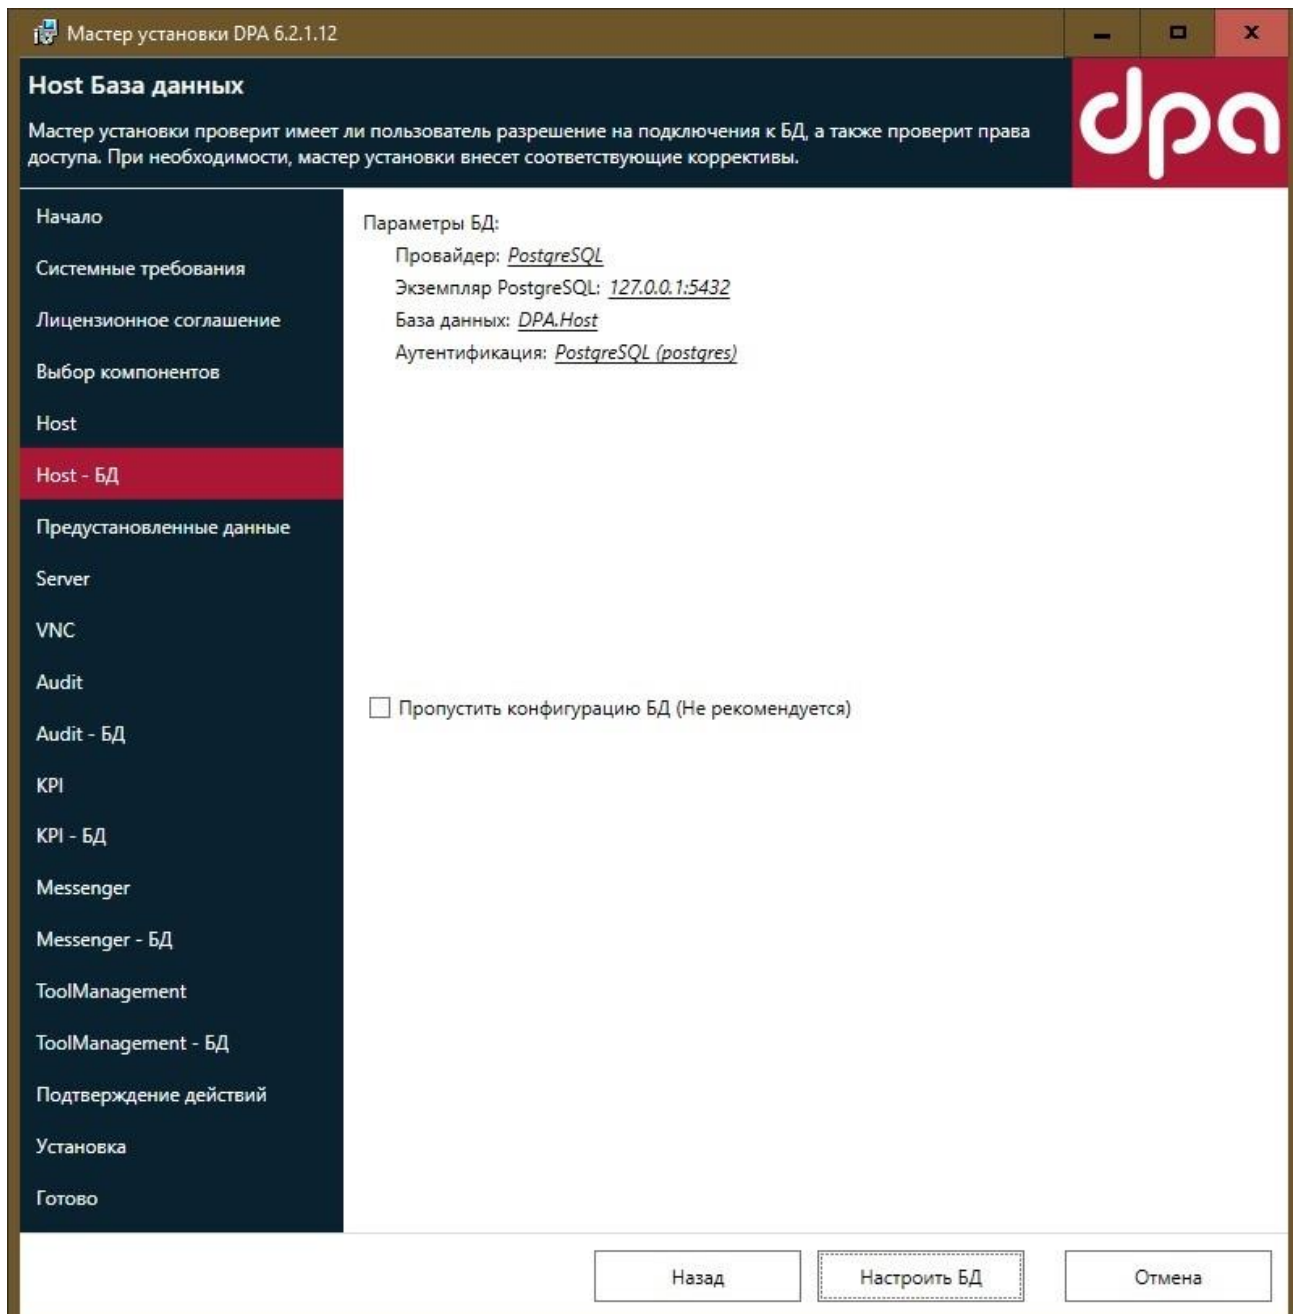 Мастер установки DPA 6.2.1.12
Host База данных
Мастер установки проверит имеет ли пользователь разрешение на подключения к БД, а также проверит права
доступа. При необходимости, мастер установки внесет соответствующие коррективы.
dpa
Начало
Системные требования
Лицензионное соглашение
Выбор компонентов
Host
Host - БД
Предустановленные данные
Server
VNC
Audit
Audit - БД
KPI
KPI - БД
Messenger
Messenger - БД
ToolManagement
ToolManagement - БД
Подтверждение действий
Установка
Готово
Параметры БД:
Провайдер: PostgreSQL
Экземпляр PostgreSQL: 127.0.0.1:5432
База данных: DPA.Host
Аутентификация: PostgreSQL (postgres)
Пропустить конфигурацию БД (Не рекомендуется)
Назад
Настроить БД
Отмена